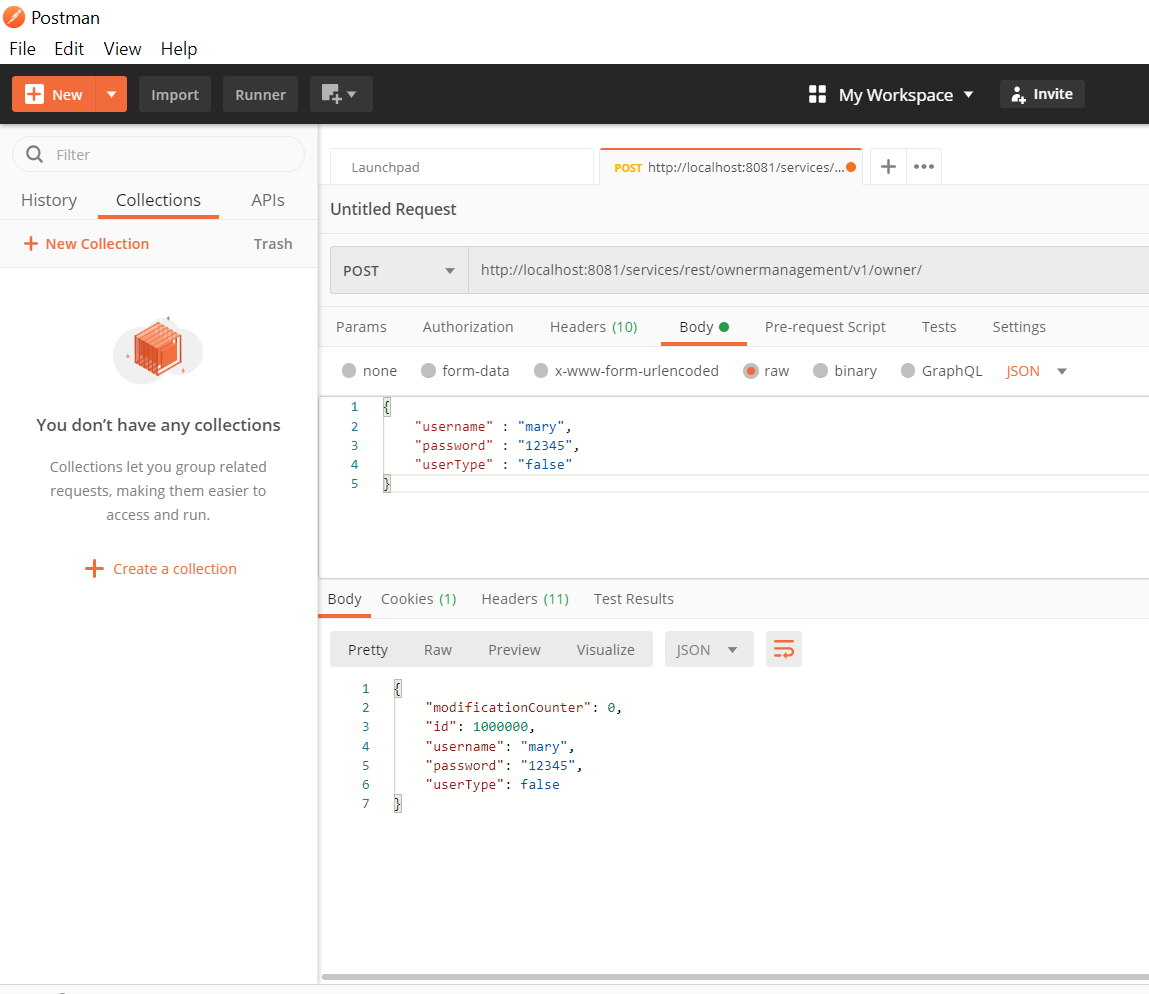 Postman
File Edit View Help
New Import Runner My Workspace Invite
Filter
History Collections APIs
New Collection Trash
You don’t have any collections
Collections let you group related
requests, making them easier to
access and run.
Create a collection
Launchpad POST http://localhost:8081/services/...
Untitled Request
POST http://localhost:8081/services/rest/ownermanagement/v1/owner/
Params Authorization Headers (10) Body Pre-request Script Tests Settings
none form-data x-www-form-urlencoded raw binary GraphQL JSON
1 {
2 "username" : "mary",
3 "password" : "12345",
4 "userType" : "false"
5 }
Body Cookies (1) Headers (11) Test Results
Pretty Raw Preview Visualize JSON
1 {
2 "modificationCounter": 0,
3 "id": 1000000,
4 "username": "mary",
5 "password": "12345",
6 "userType": false
7 }